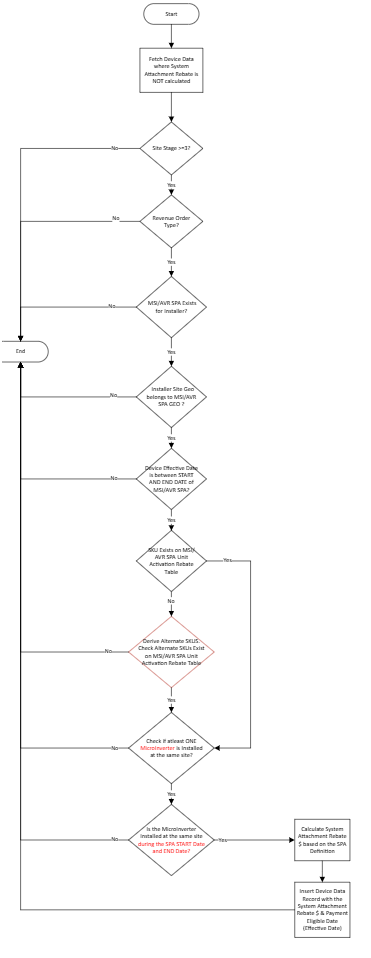 Start
Fetch Device Data
where System
Attachment Rebate is
NOT calculated
Site Stage >=3?
No
Yes
Revenue Order
Type?
No
Yes
MSI/AVR SPA Exists
for Installer?
No
Yes
End
Installer Site Geo
belongs to MSI/AVR
SPA GEO ?
No
Yes
Device Effective Date
is between START
AND END DATE of
MSI/AVR SPA?
No
Yes
SKU Exists on MSI/
AVR SPA Unit
Activation Rebate
Table
Yes
No
Derive Alternate SKUS.
Check Alternate SKUs Exist
on MSI/AVR SPA Unit
Activation Rebate Table
No
Yes
Check if atleast ONE
Microinverter is Installed
at the same site?
No
Yes
Is the Microinverter
Installed at the same site
during the SPA START Date
and END Date?
No
Yes
Calculate System
Attachment Rebate
$ based on the SPA
Definition
Insert Device Data
Record with the
System Attachment
Rebate $ & Payment
Eligible Date
(Effective Date)